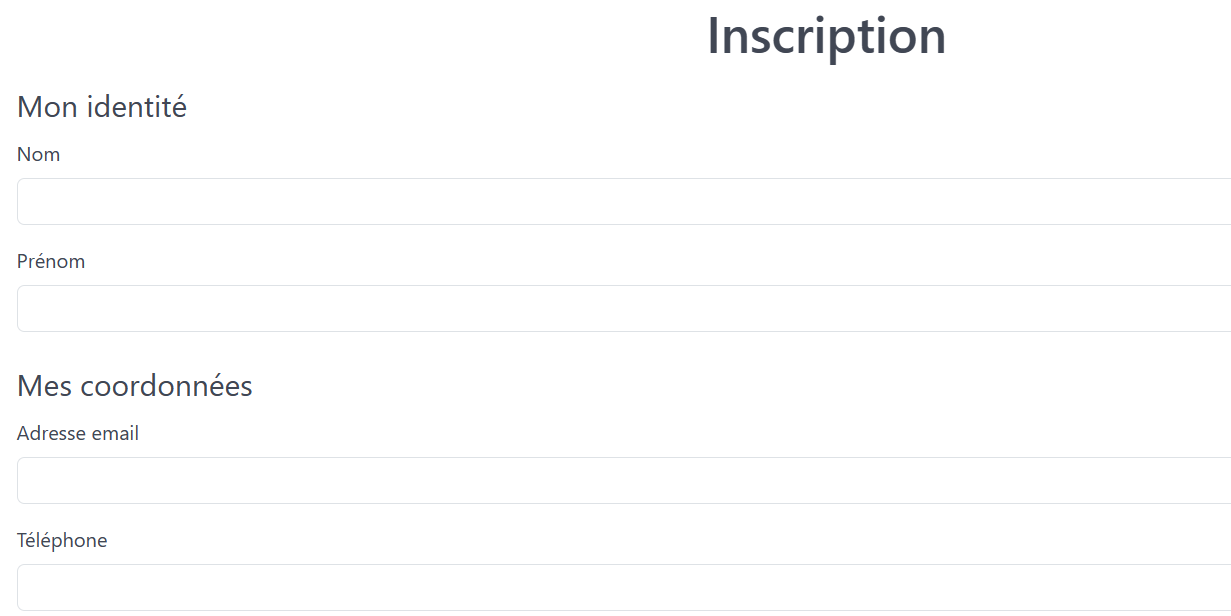 Inscription
Mon identité
Nom
Prénom
Mes coordonnées
Adresse email
Téléphone